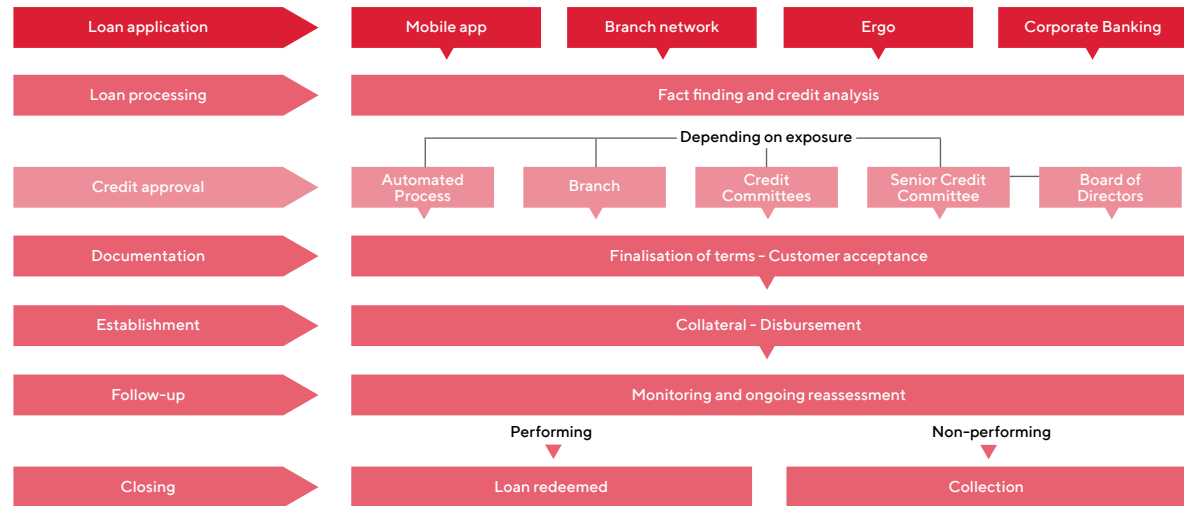 Loan application
Mobile app
Branch network
Ergo
Corporate Banking
Loan processing
Fact finding and credit analysis
Depending on exposure
Credit approval
Automated
Process
Branch
Credit
Committees
Senior Credit
Committee
Board of
Directors
Documentation
Finalisation of terms - Customer acceptance
Establishment
Collateral - Disbursement
Follow-up
Monitoring and ongoing reassessment
Performing
Non-performing
Closing
Loan redeemed
Collection